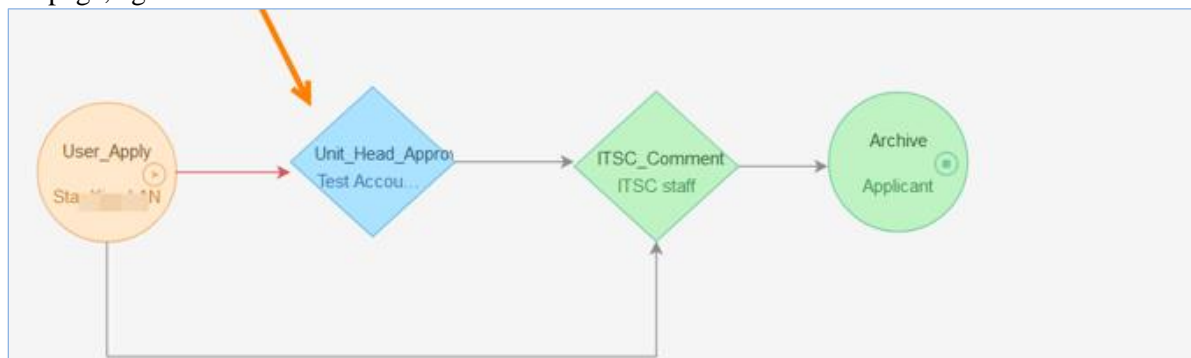 User_Apply
Unit_Head_Approv
Test Accou...
ITSC_Comment
ITSC staff
Archive
Applicant